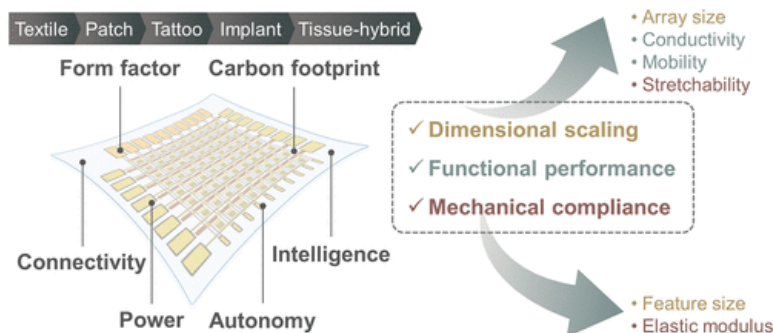 Textile Patch Tattoo Implant Tissue-hybrid
Form factor
Carbon footprint
Connectivity
Power
Autonomy
Intelligence
✓ Dimensional scaling
✓ Functional performance
✓ Mechanical compliance
• Array size
• Conductivity
• Mobility
• Stretchability
• Feature size
• Elastic modulus